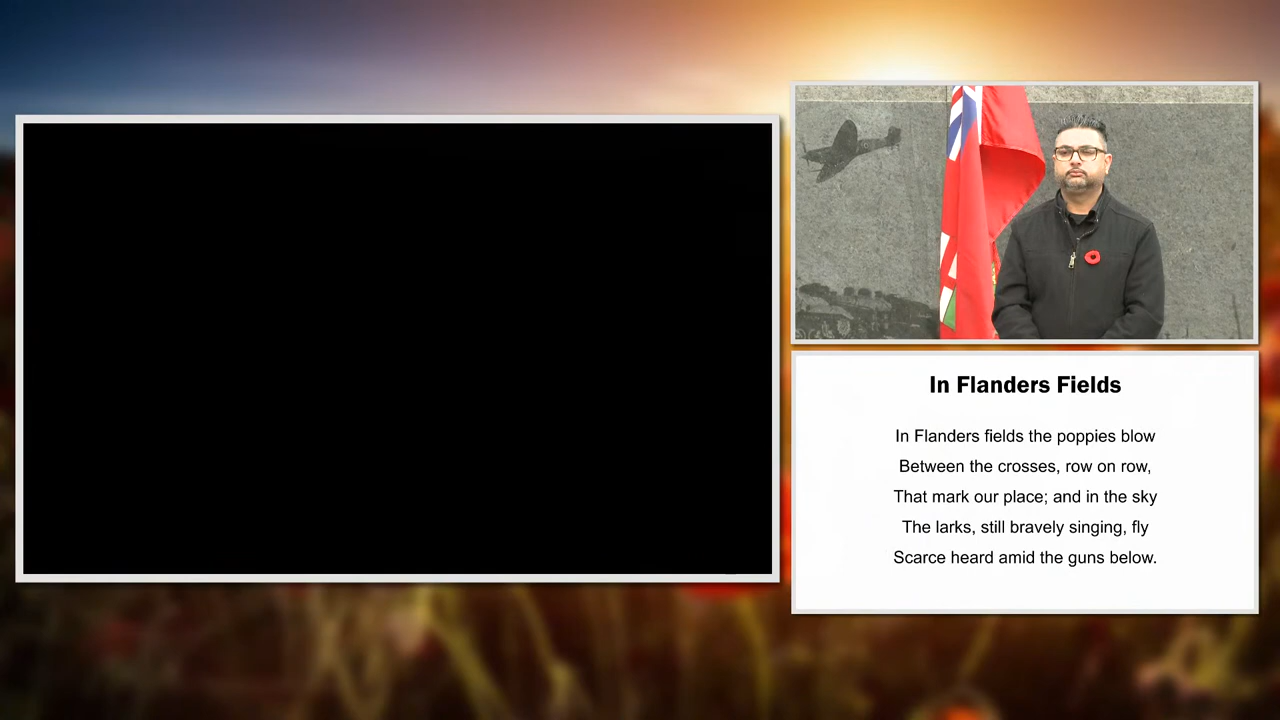 In Flanders Fields
In Flanders fields the poppies blow
Between the crosses, row on row,
That mark our place; and in the sky
The larks, still bravely singing, fly
Scarce heard amid the guns below.